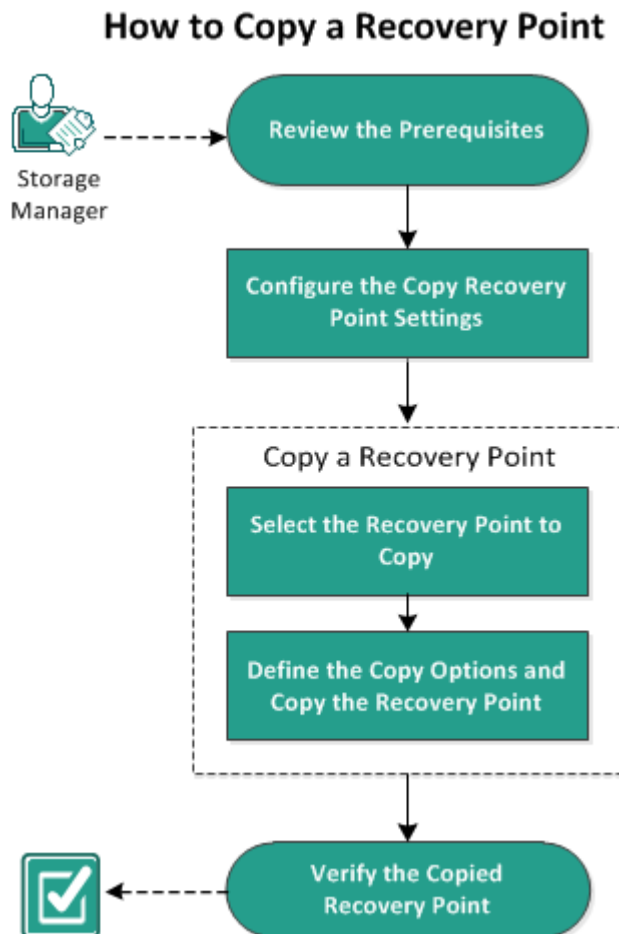 How to Copy a Recovery Point
Storage
Manager
Review the Prerequisites
Configure the Copy Recovery
Point Settings
Copy a Recovery Point
Select the Recovery Point to
Copy
Define the Copy Options and
Copy the Recovery Point
Verify the Copied
Recovery Point